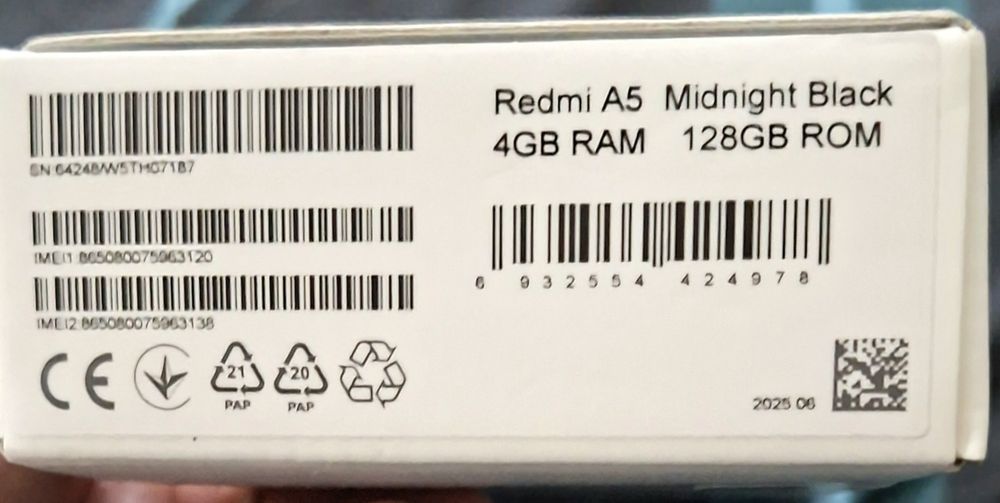 Redmi A5 Midnight Black
4GB RAM 128GB ROM
SN:64248/W5TH07187
IMEI1:865080075963120
IMEI2:865080075963138
6 932554 424978
CE
21
PAP
20
PAP
2025.06